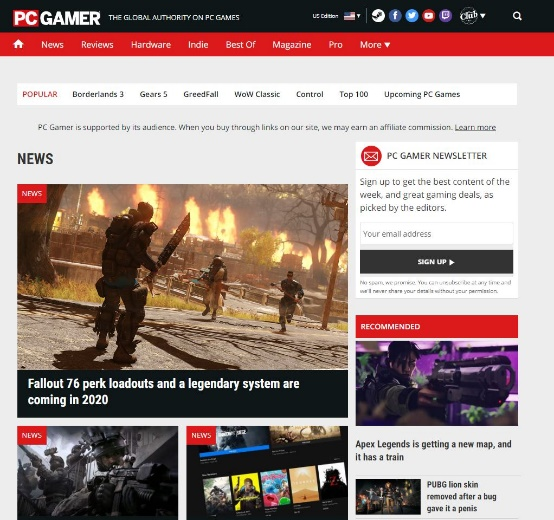 PC GAMER THE GLOBAL AUTHORITY ON PC GAMES
US Edition
Club
News Reviews Hardware Indie Best Of Magazine Pro More
POPULAR Borderlands 3 Gears 5 GreedFall WoW Classic Control Top 100 Upcoming PC Games
PC Gamer is supported by its audience. When you buy through links on our site, we may earn an affiliate commission. Learn more
NEWS
NEWS
Fallout 76 perk loadouts and a legendary system are
coming in 2020
NEWS
NEWS
PC GAMER NEWSLETTER
Sign up to get the best content of the
week, and great gaming deals, as
picked by the editors.
Your email address
SIGN UP
No spam, we promise. You can unsubscribe at any time and
we'll never share your details without your permission.
RECOMMENDED
Apex Legends is getting a new map, and
it has a train
PUBG lion skin
removed after a bug
gave it a penis